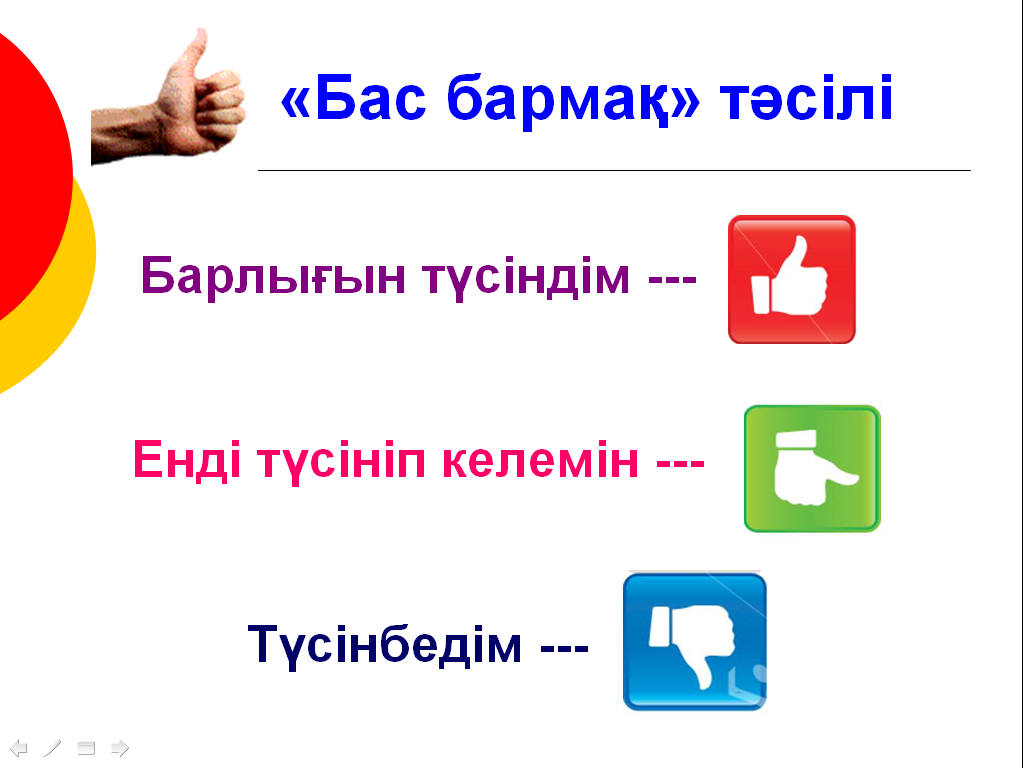 «Бас бармақ» тәсілі
Барлығын түсіндім ---
Енді түсініп келемін ---
Түсінбедім ---